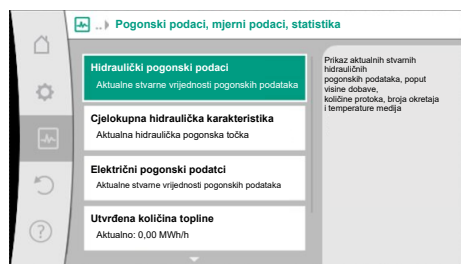 .. Pogonski podaci, mjerni podaci, statistika
Hidraulički pogonski podaci
Aktualne stvarne vrijednosti pogonskih podataka
Cjelokupna hidraulička karakteristika
Aktualna hidraulička pogonska točka
Električni pogonski podatci
Aktualne stvarne vrijednosti pogonskih podataka
Utvrđena količina topline
Aktualno: 0,00 MWh/h
Prikaz aktualnih stvarnih
hidrauličnih
pogonskih podataka, poput
visine dobave,
količine protoka, broja okretaja
i temperature medija